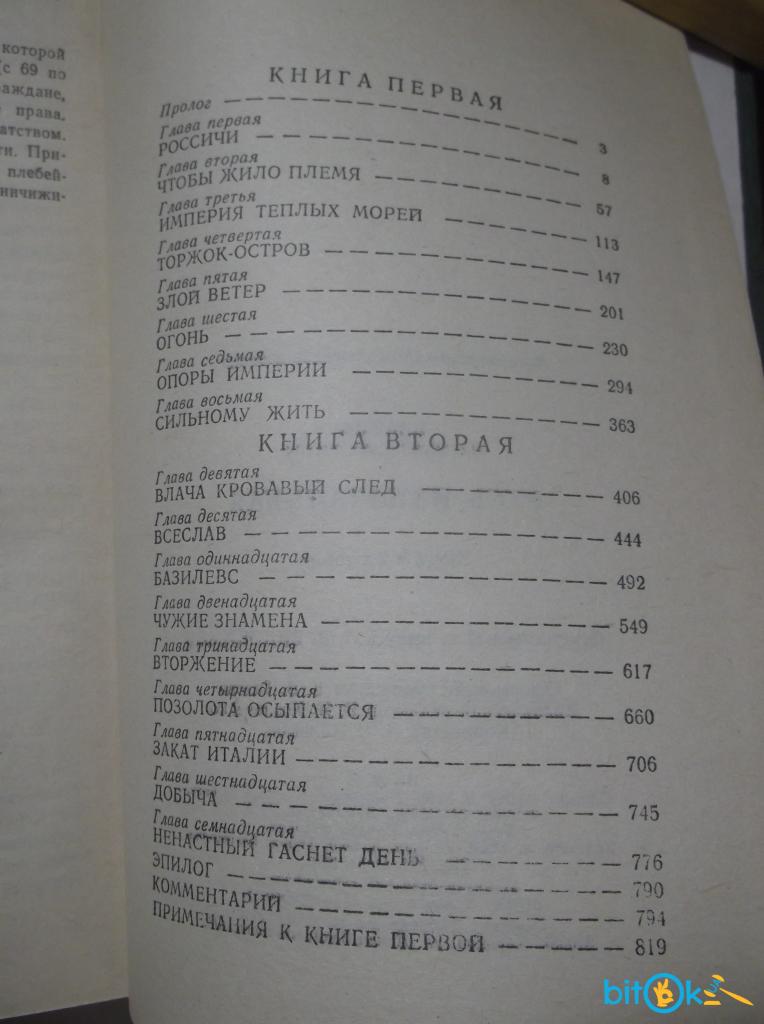 которой
(с 69 по
раждане,
права.
атством.
ти. При-
плебей-
ничижи-
КНИГА ПЕРВАЯ
Пролог — — — — — — — — — — — 3
Глава первая
РОССИЧИ — — — — — — — — — — 8
Глава вторая
ЧТОБЫ ЖИЛО ПЛЕМЯ — — — — — — 57
Глава третья
ИМПЕРИЯ ТЕПЛЫХ МОРЕЙ — — — — 113
Глава четвертая
ТОРЖОК-ОСТРОВ — — — — — — — — 147
Глава пятая
ЗЛОЙ ВЕТЕР — — — — — — — — — 201
Глава шестая
ОГОНЬ — — — — — — — — — — — 230
Глава седьмая
ОПОРЫ ИМПЕРИИ — — — — — — — 294
Глава восьмая
СИЛЬНОМУ ЖИТЬ — — — — — — — 363
КНИГА ВТОРАЯ
Глава девятая
ВЛАЧА КРОВАВЫЙ СЛЕД — — — — — 406
Глава десятая
ВСЕСЛАВ — — — — — — — — — — 444
Глава одиннадцатая
БАЗИЛЕВС — — — — — — — — — — 492
Глава двенадцатая
ЧУЖИЕ ЗНАМЕНА — — — — — — — — 549
Глава тринадцатая
ВТОРЖЕНИЕ — — — — — — — — — 617
Глава четырнадцатая
ПОЗОЛОТА ОСЫПАЕТСЯ — — — — — — 660
Глава пятнадцатая
ЗАКАТ ИТАЛИИ — — — — — — — — 706
Глава шестнадцатая
ДОБЫЧА — — — — — — — — — — — 745
Глава семнадцатая
НЕНАСТНЫЙ ГАСНЕТ ДЕНЬ — — — — 776
ЭПИЛОГ — — — — — — — — — — — 790
КОММЕНТАРИЙ — — — — — — — — — 794
ПРИМЕЧАНИЯ К КНИГЕ ПЕРВОЙ — — — 819
bitok